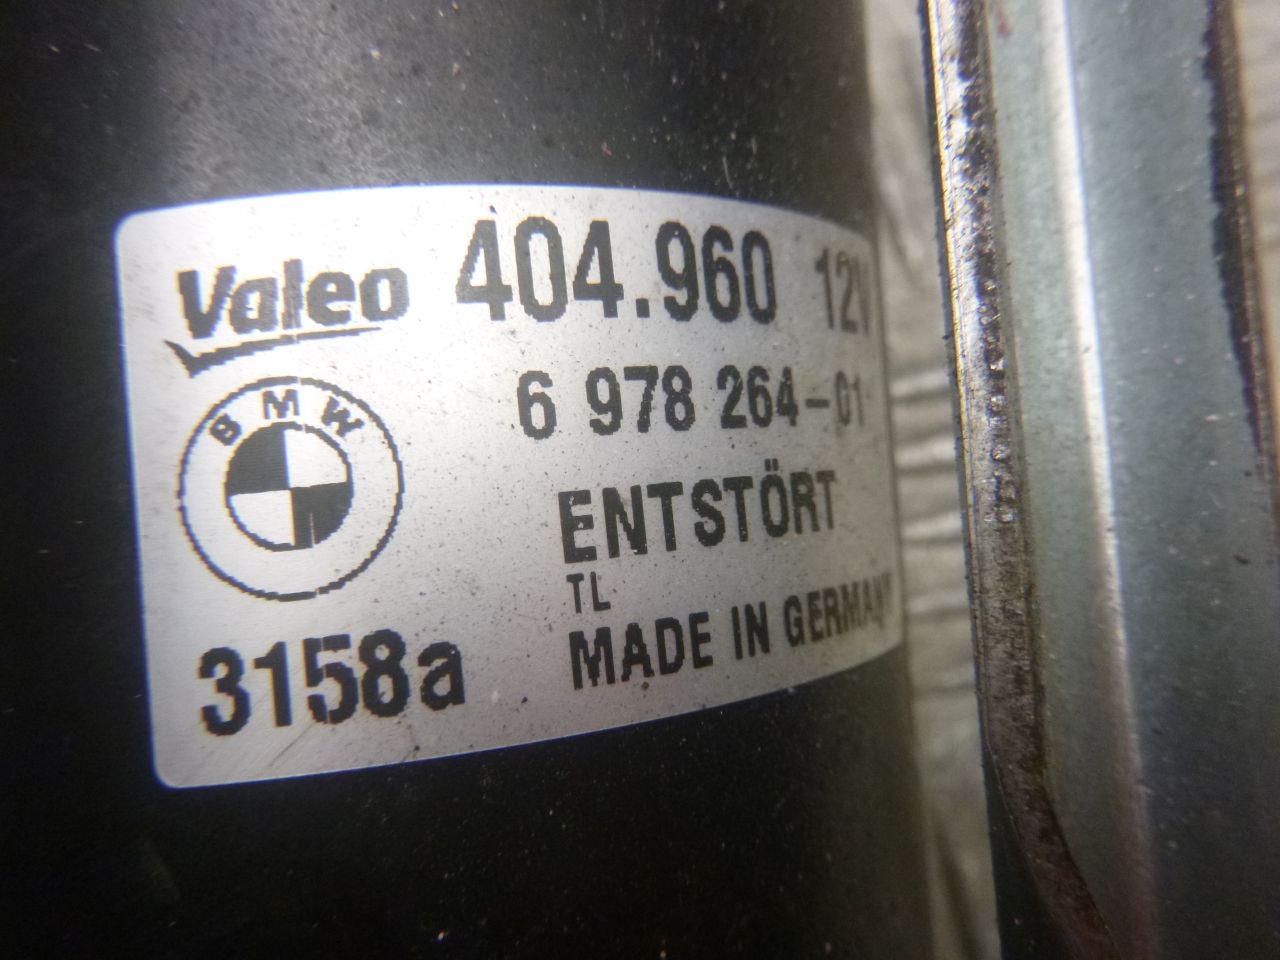 Valeo 404.960 12V
6 978 264-01
BMW
ENTSTÖRT
TL
MADE IN GERMANY
3158a